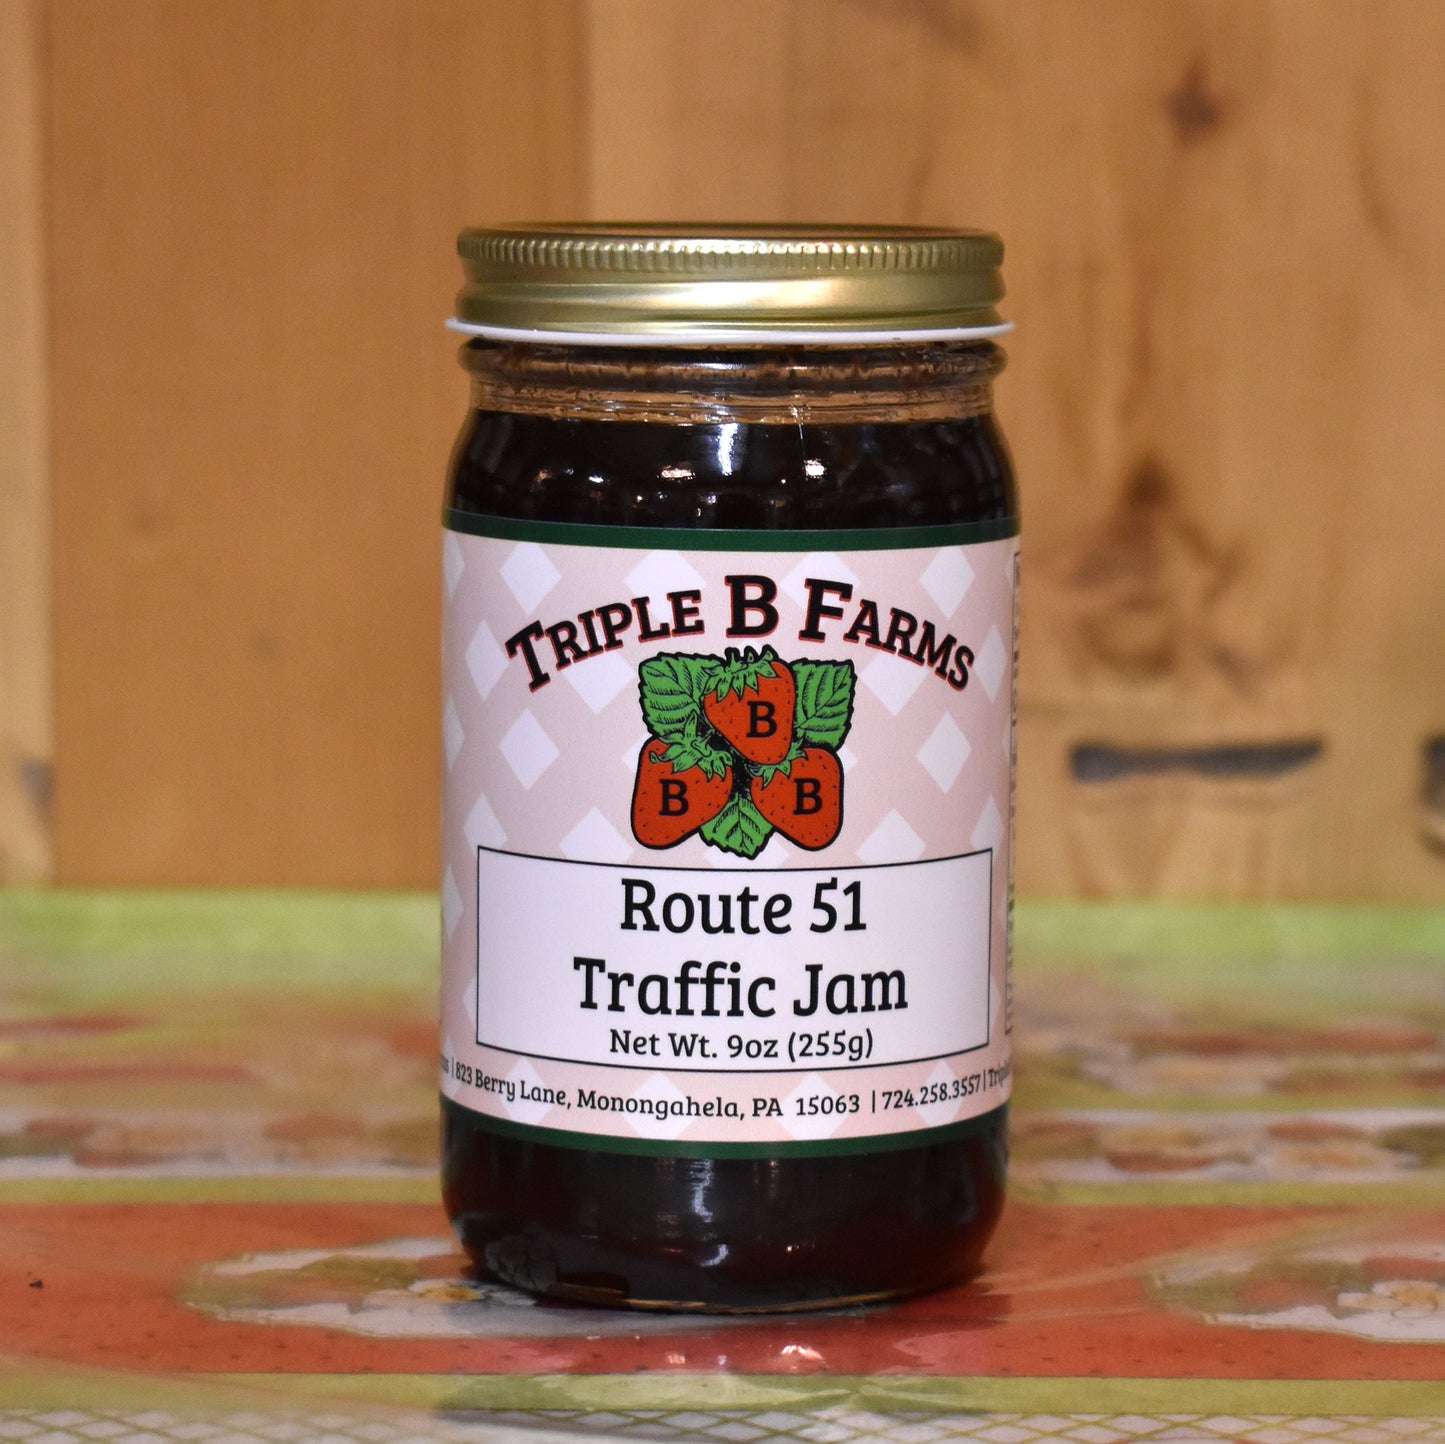 TRIPLE B FARMS
B
B B
Route 51
Traffic Jam
Net Wt. 9oz (255g)
| 823 Berry Lane, Monongahela, PA 15063 | 724.258.3557 |